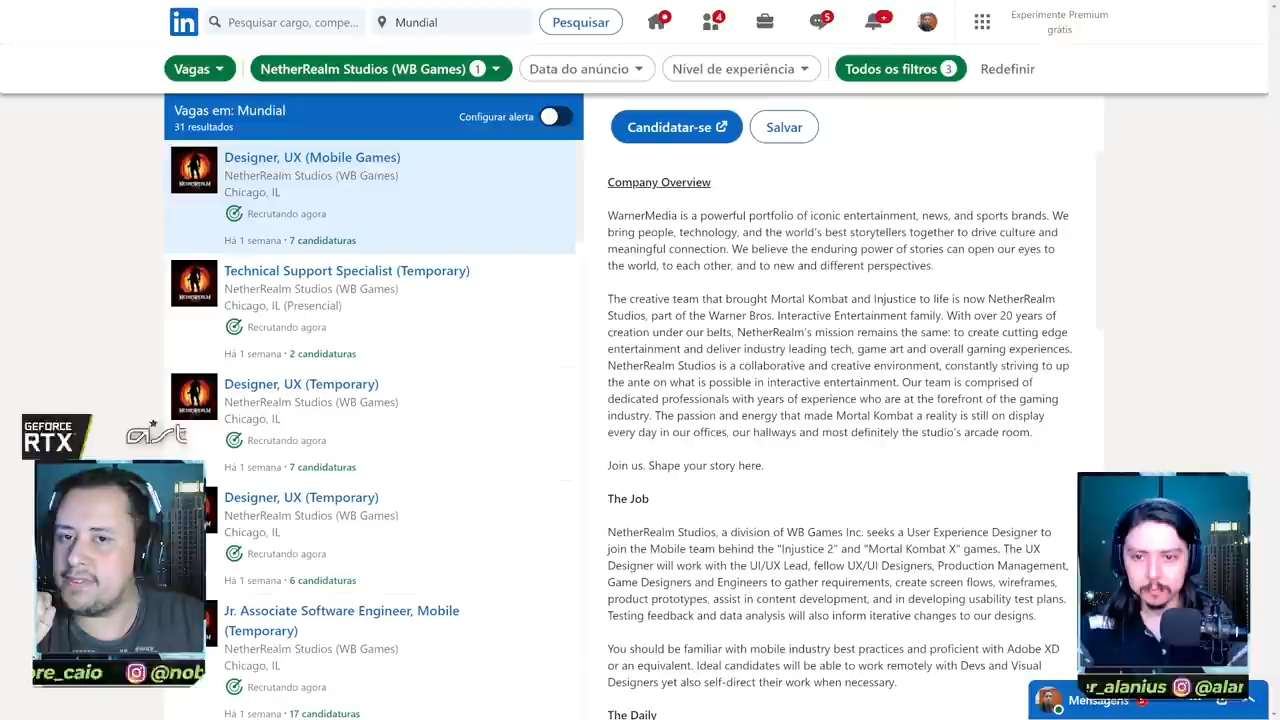 in
Pesquisar cargo, compe...
Mundial
Pesquisar
4
5
Experimente Premium
grátis
Vagas
NetherRealm Studios (WB Games) 1
Data do anúncio
Nível de experiência
Todos os filtros 3
Redefinir
Vagas em: Mundial
31 resultados
Configurar alerta
Designer, UX (Mobile Games)
NetherRealm Studios (WB Games)
Chicago, IL
Recrutando agora
Há 1 semana · 7 candidaturas
Technical Support Specialist (Temporary)
NetherRealm Studios (WB Games)
Chicago, IL (Presencial)
Recrutando agora
Há 1 semana · 2 candidaturas
Designer, UX (Temporary)
NetherRealm Studios (WB Games)
Chicago, IL
Recrutando agora
Há 1 semana · 7 candidaturas
Designer, UX (Temporary)
NetherRealm Studios (WB Games)
Chicago, IL
Recrutando agora
Há 1 semana · 6 candidaturas
Jr. Associate Software Engineer, Mobile
(Temporary)
NetherRealm Studios (WB Games)
Chicago, IL
Recrutando agora
Há 1 semana · 17 candidaturas
Candidatar-se
Salvar
Company Overview
WarnerMedia is a powerful portfolio of iconic entertainment, news, and sports brands. We
bring people, technology, and the world's best storytellers together to drive culture and
meaningful connection. We believe the enduring power of stories can open our eyes to
the world, to each other, and to new and different perspectives.
The creative team that brought Mortal Kombat and Injustice to life is now NetherRealm
Studios, part of the Warner Bros. Interactive Entertainment family. With over 20 years of
creation under our belts, NetherRealm's mission remains the same: to create cutting edge
entertainment and deliver industry leading tech, game art and overall gaming experiences.
NetherRealm Studios is a collaborative and creative environment, constantly striving to up
the ante on what is possible in interactive entertainment. Our team is comprised of
dedicated professionals with years of experience who are at the forefront of the gaming
industry. The passion and energy that made Mortal Kombat a reality is still on display
every day in our offices, our hallways and most definitely the studio's arcade room.
Join us. Shape your story here.
The Job
NetherRealm Studios, a division of WB Games Inc. seeks a User Experience Designer to
join the Mobile team behind the "Injustice 2" and "Mortal Kombat X" games. The UX
Designer will work with the UI/UX Lead, fellow UX/UI Designers, Production Management,
Game Designers and Engineers to gather requirements, create screen flows, wireframes,
product prototypes, assist in content development, and in developing usability test plans.
Testing feedback and data analysis will also inform iterative changes to our designs.
You should be familiar with mobile industry best practices and proficient with Adobe XD
or an equivalent. Ideal candidates will be able to work remotely with Devs and Visual
Designers yet also self-direct their work when necessary.
The Daily
GEFORCE
RTX
ore_caio @nob
er_alanius @alar
Mensagens